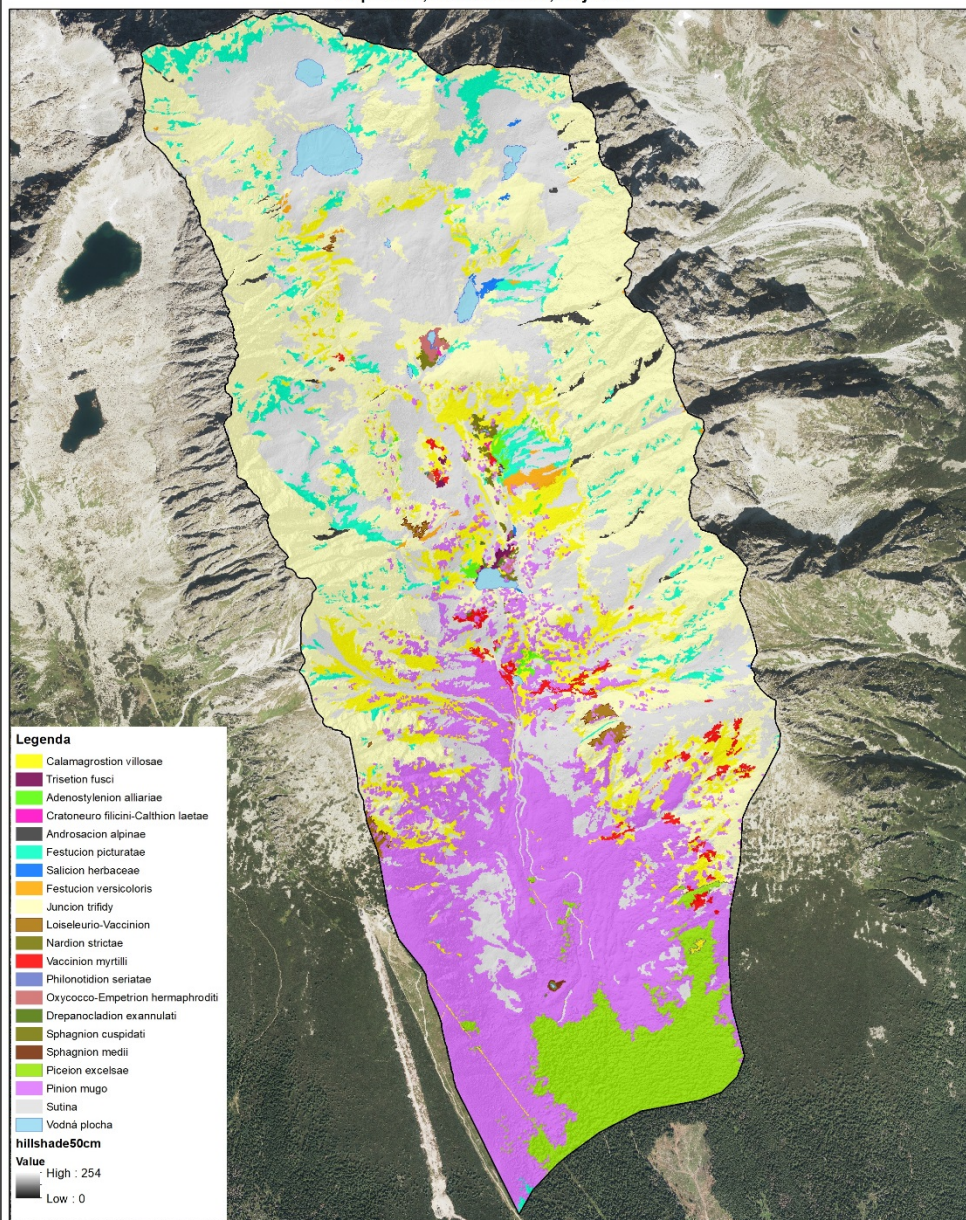 Legenda
Calamagrostion villosae
Trisetion fusci
Adenostylenion alliariae
Cratoneuro filicini-Calthion laetae
Androsacion alpinae
Festucion picturatae
Salicion herbaceae
Festucion versicoloris
Juncion trifidy
Loiseleurio-Vaccinion
Nardion strictae
Vaccinion myrtilli
Philonotidion seriatae
Oxycocco-Empetrion hermaphroditi
Drepanocladion exannulati
Sphagnion cuspidati
Sphagnion medii
Piceion excelsae
Pinion mugo
Sutina
Vodná plocha
hillshade50cm
Value
High : 254
Low : 0